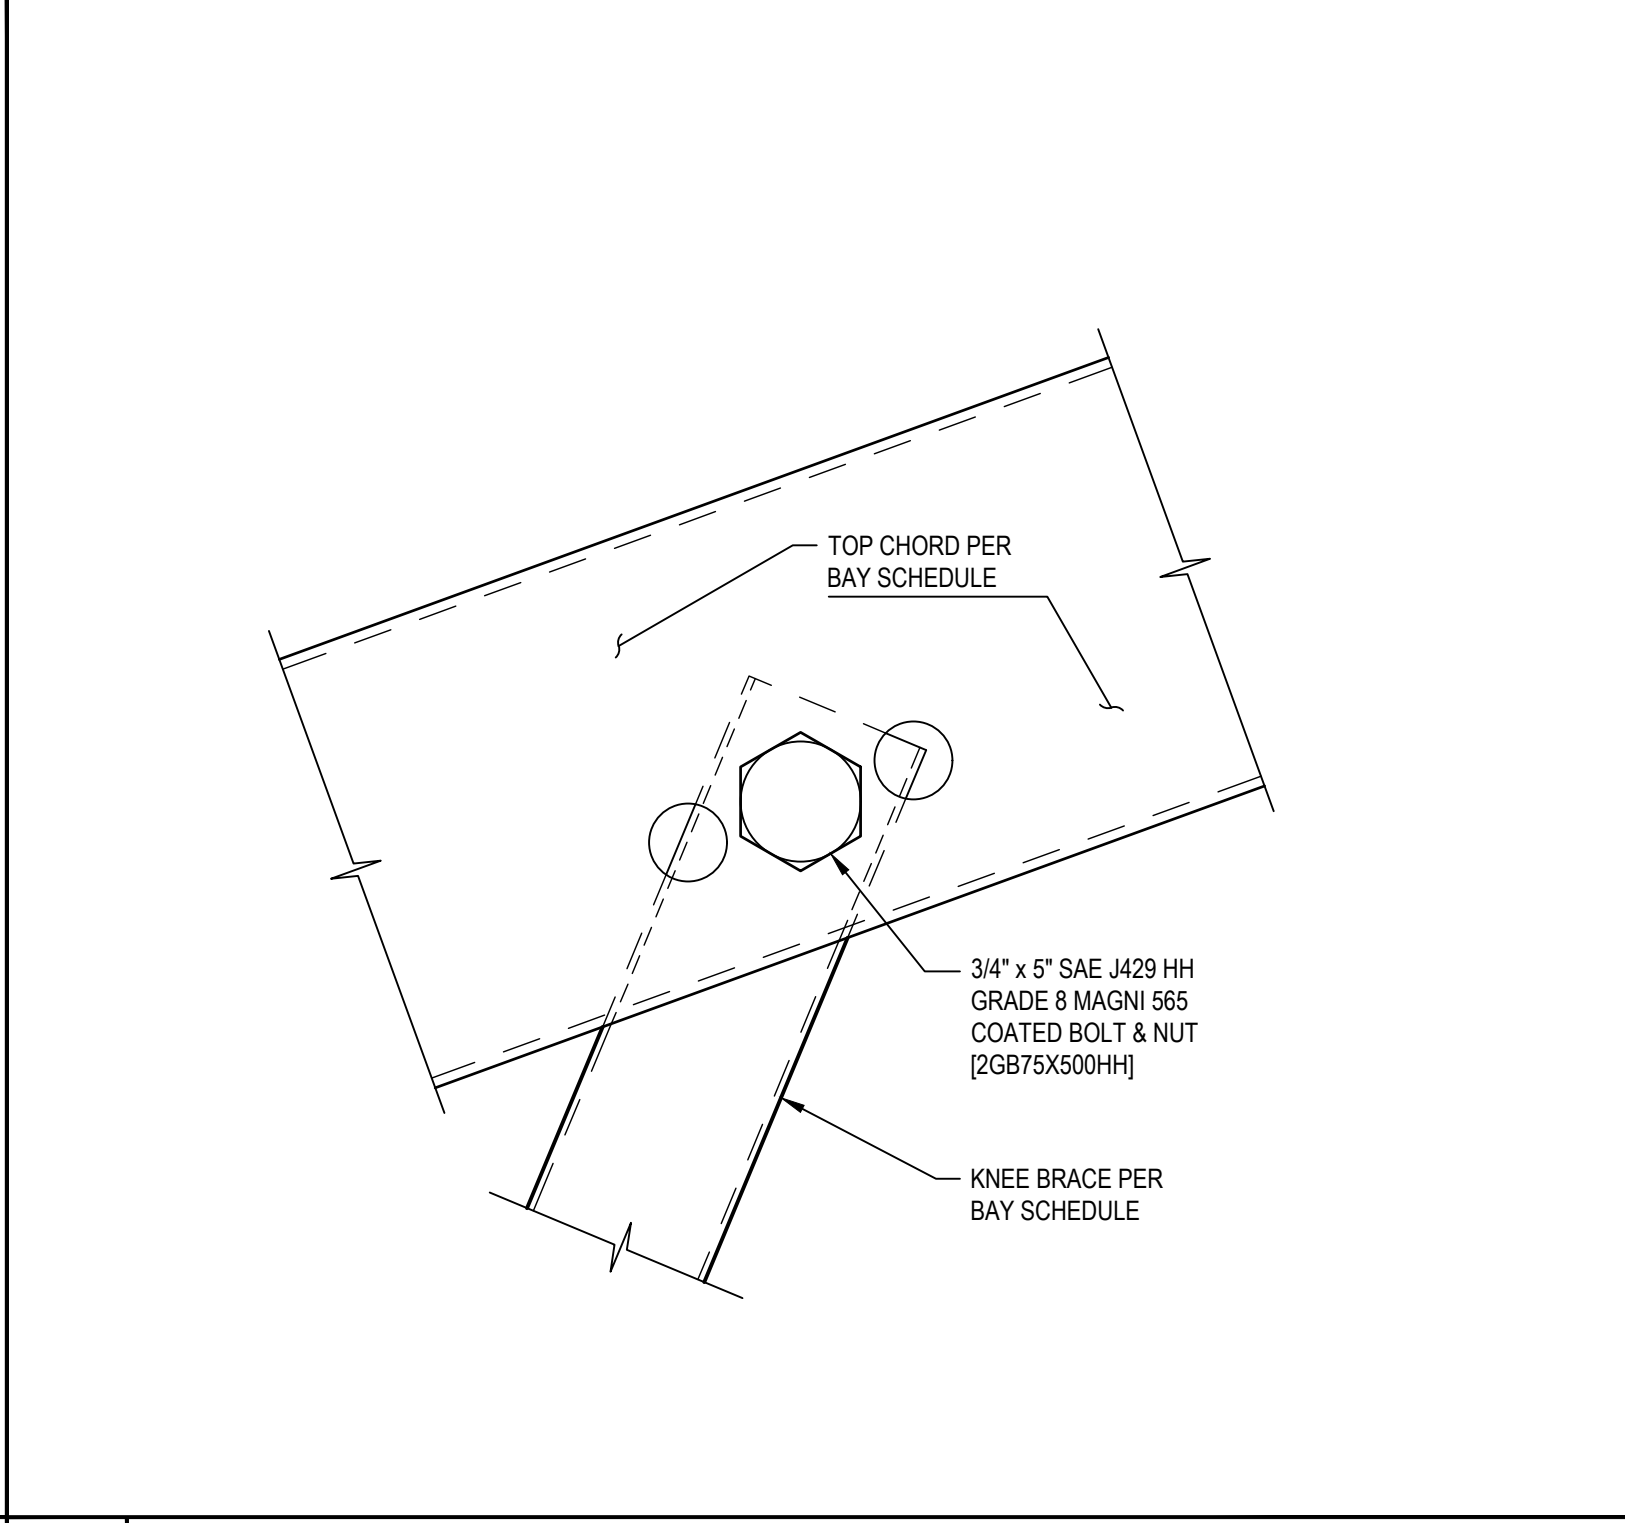 TOP CHORD PER
BAY SCHEDULE
3/4" x 5" SAE J429 HH
GRADE 8 MAGNI 565
COATED BOLT & NUT
[2GB75X500HH]
KNEE BRACE PER
BAY SCHEDULE